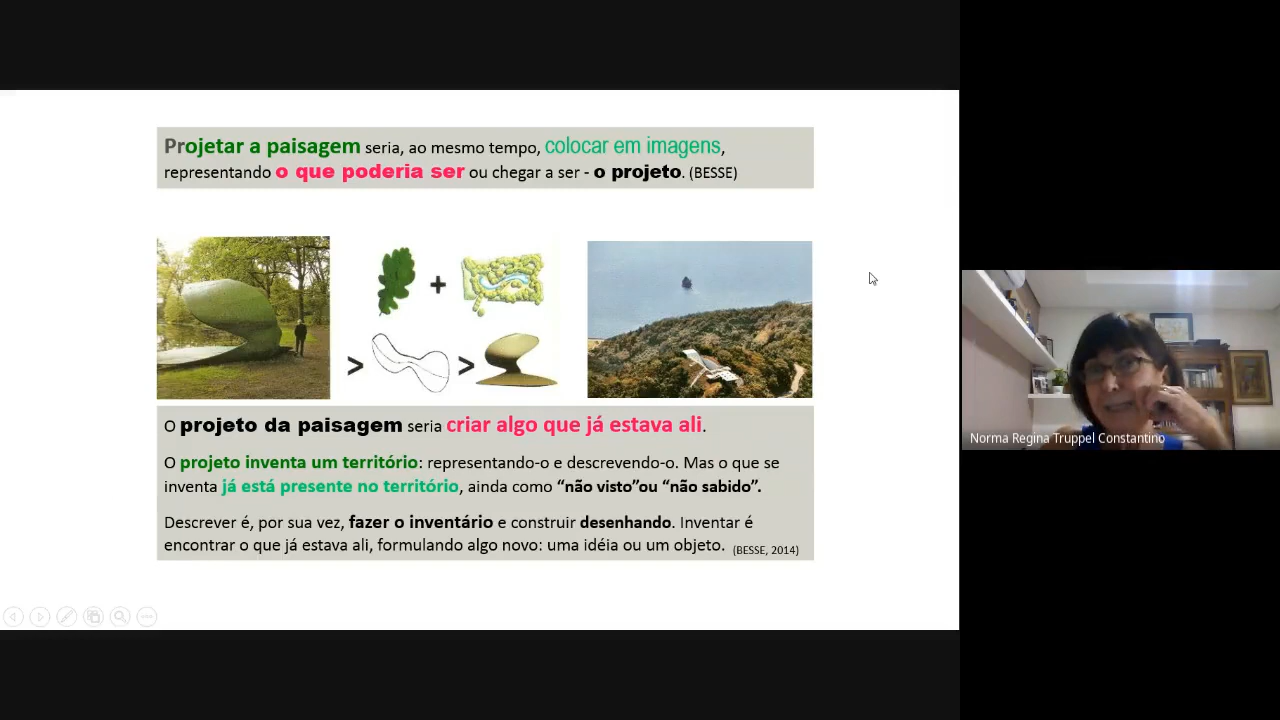 Projetar a paisagem seria, ao mesmo tempo, colocar em imagens,
representando o que poderia ser ou chegar a ser - o projeto. (BESSE)
+
> >
O projeto da paisagem seria criar algo que já estava ali.
O projeto inventa um território: representando-o e descrevendo-o. Mas o que se
inventa já está presente no território, ainda como “não visto”ou “não sabido”.
Descrever é, por sua vez, fazer o inventário e construir desenhando. Inventar é
encontrar o que já estava ali, formulando algo novo: uma idéia ou um objeto. (BESSE, 2014)
Norma Regina Truppel Constantino